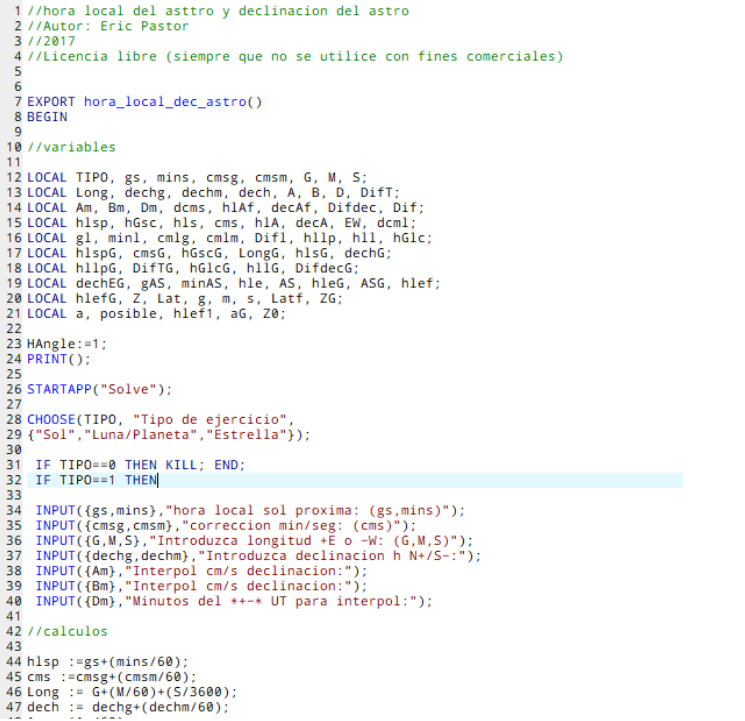 1 //hora local del asttro y declinacion del astro
2 //Autor: Eric Pastor
3 //2017
4 //Licencia libre (siempre que no se utilice con fines comerciales)
5
6
7 EXPORT hora_local_dec_astro()
8 BEGIN
9
10 //variables
11
12 LOCAL TIPO, gs, mins, cmsg, cmsm, G, M, S;
13 LOCAL Long, dechg, dechm, dech, A, B, D, DifT;
14 LOCAL Am, Bm, Dm, dcms, hlAf, decAf, Difdec, Dif;
15 LOCAL hlsp, hGsc, hls, cms, hlA, decA, EW, dcml;
16 LOCAL gl, minl, cmlg, cmlm, Difl, hllp, hll, hGlc;
17 LOCAL hlspG, cmsG, hGscG, LongG, hlsG, dechG;
18 LOCAL hllpG, DifTG, hGlcG, hllG, DifdecG;
19 LOCAL dechEG, gAS, minAS, hle, AS, hleG, ASG, hlef;
20 LOCAL hlefG, Z, Lat, g, m, s, Latf, ZG;
21 LOCAL a, posible, hlef1, aG, Z0;
22
23 HAngle:=1;
24 PRINT();
25
26 STARTAPP("Solve");
27
28 CHOOSE(TIPO, "Tipo de ejercicio",
29 {"Sol","Luna/Planeta","Estrella"});
30
31 IF TIPO==0 THEN KILL; END;
32 IF TIPO==1 THEN
33
34 INPUT({gs,mins},"hora local sol proxima: (gs,mins)");
35 INPUT({cmsg,cmsm},"correccion min/seg: (cms)");
36 INPUT({G,M,S},"Introduzca longitud +E o -W: (G,M,S)");
37 INPUT({dechg,dechm},"Introduzca declinacion h N+/S-:");
38 INPUT({Am},"Interpol cm/s declinacion:");
39 INPUT({Bm},"Interpol cm/s declinacion:");
40 INPUT({Dm},"Minutos del *+-* UT para interpol:");
41
42 //calculos
43
44 hlsp :=gs+(mins/60);
45 cms :=cmsg+(cmsm/60);
46 Long := G+(M/60)+(S/3600);
47 dech := dechg+(dechm/60);